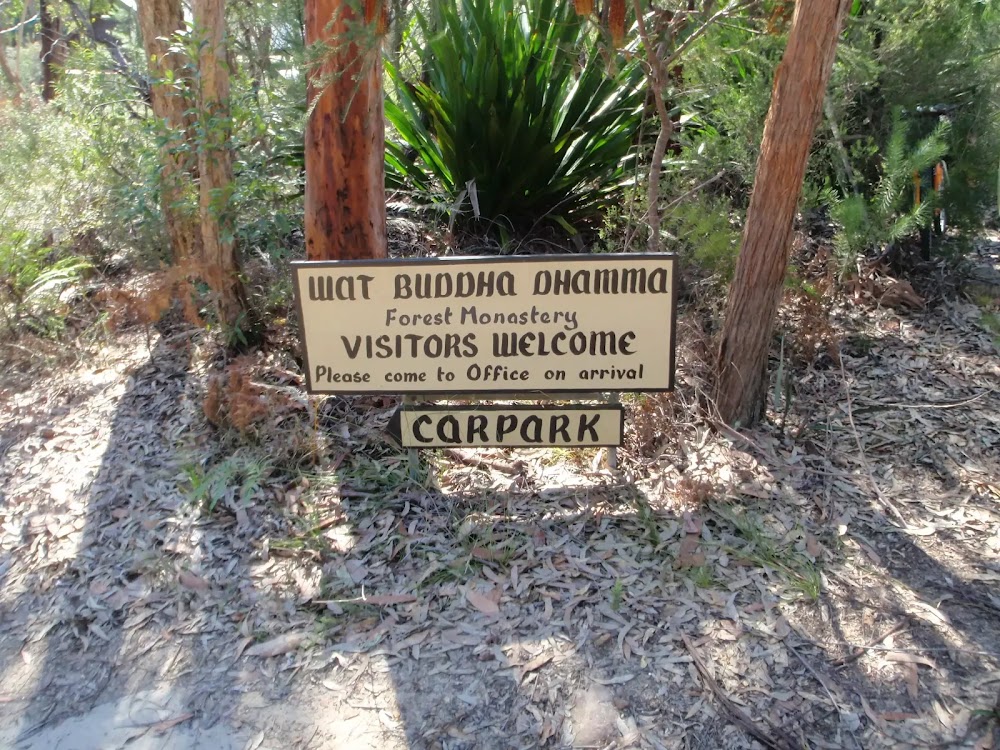 Wat Buddha Dhamma
Forest Monastery
VISITORS WELCOME
Please come to Office on arrival
CARPARK